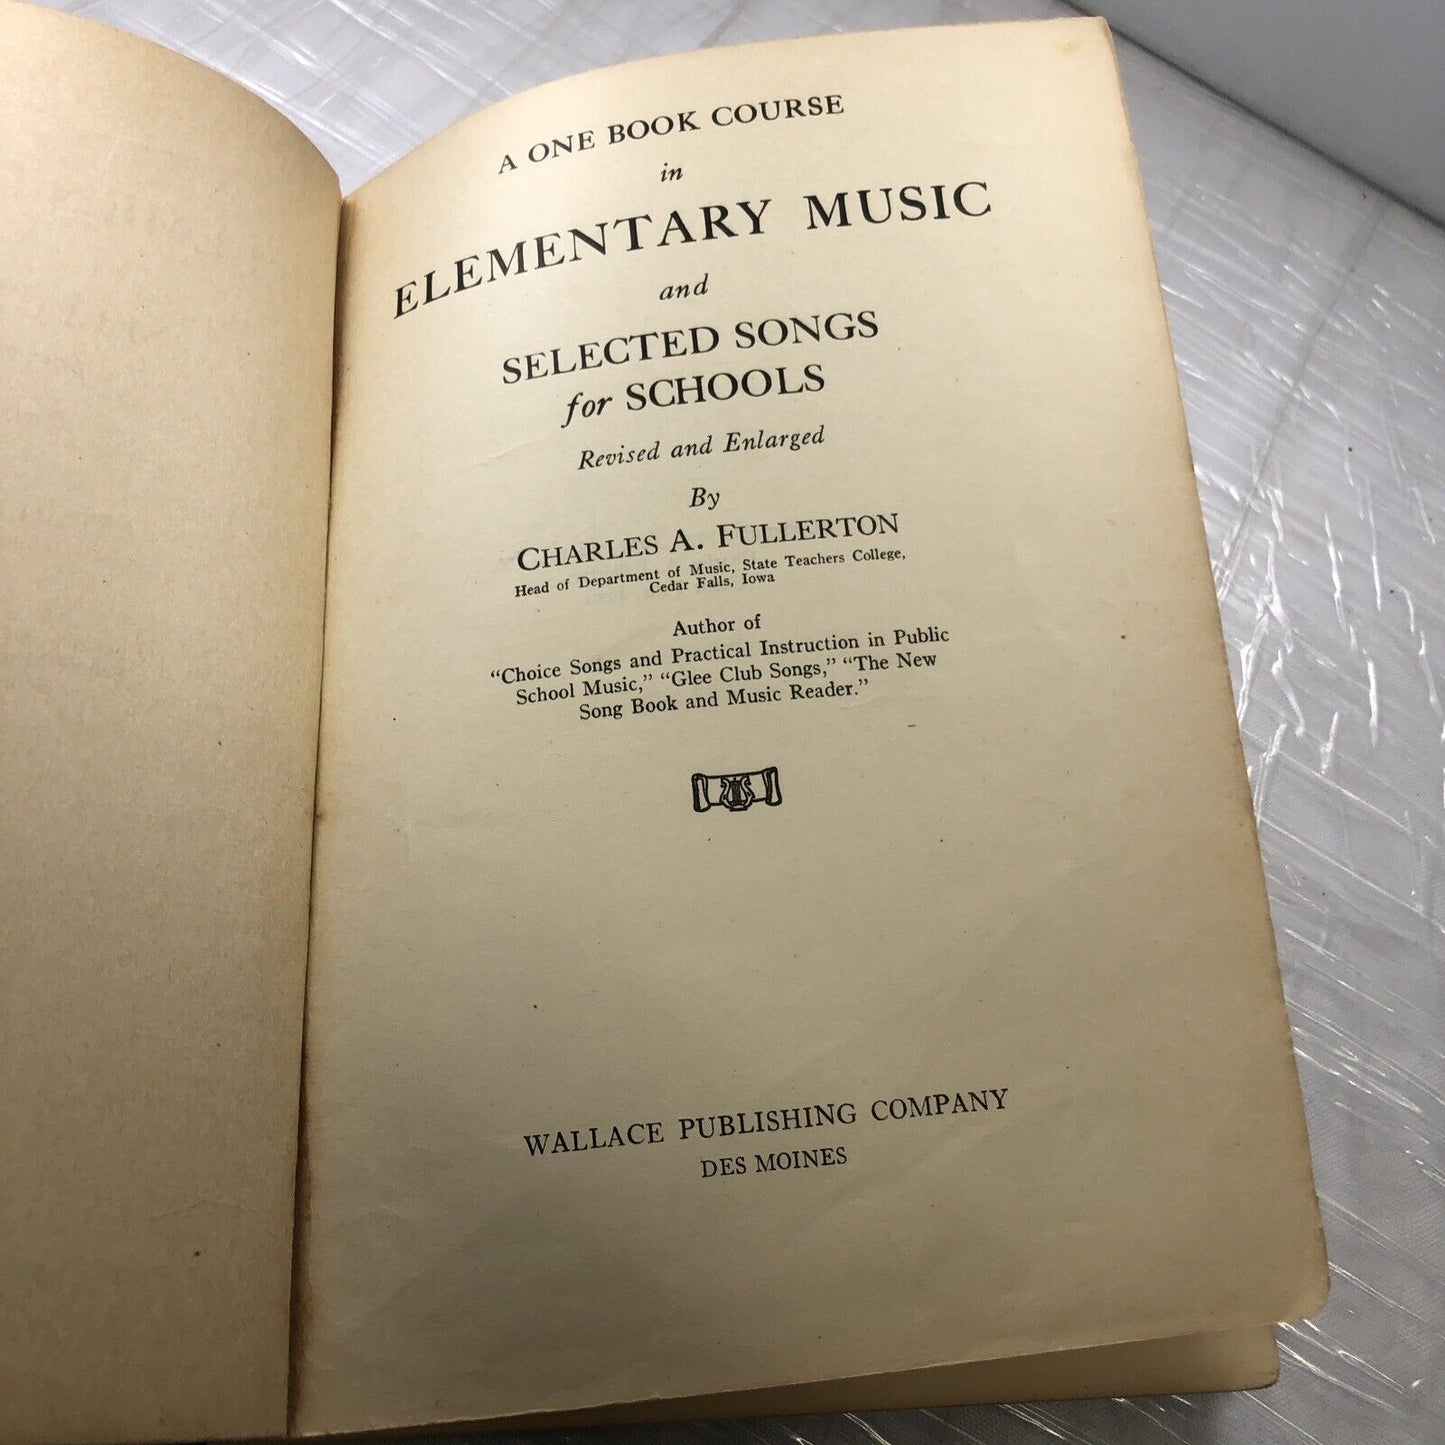 A ONE BOOK COURSE
in
ELEMENTARY MUSIC
and
SELECTED SONGS
for SCHOOLS
Revised and Enlarged
By
CHARLES A. FULLERTON
Head of Department of Music, State Teachers College,
Cedar Falls, Iowa
Author of
“Choice Songs and Practical Instruction in Public
School Music,” “Glee Club Songs,” “The New
Song Book and Music Reader.”
WALLACE PUBLISHING COMPANY
DES MOINES